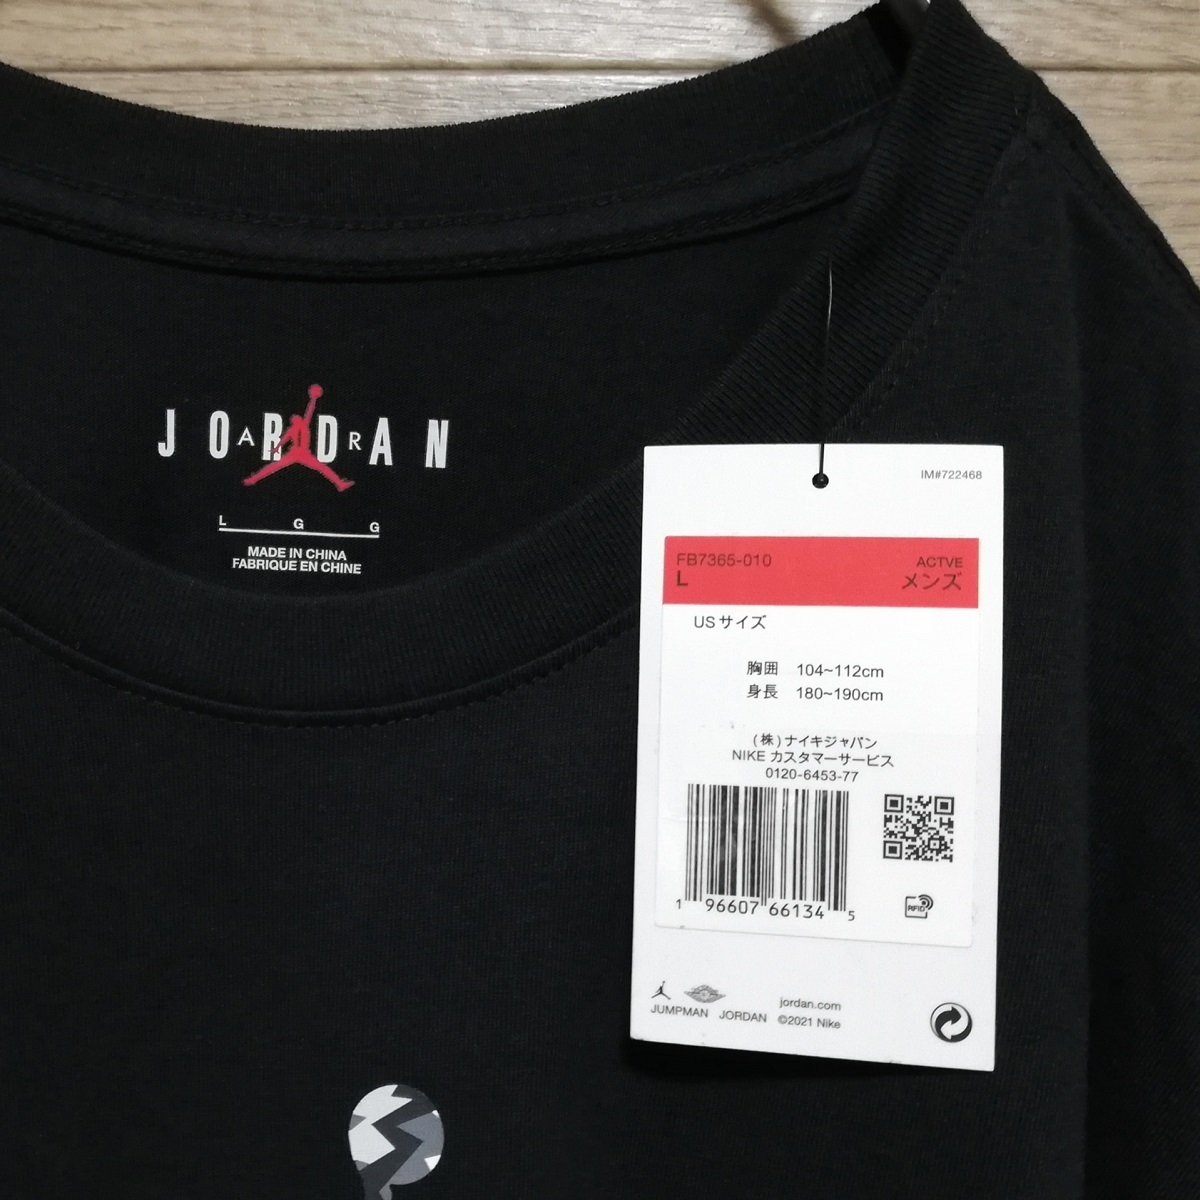 JORDAN
AIR
L G G
MADE IN CHINA
FABRIQUE EN CHINE
IM#722468
FB7365-010 ACTVE
L メンズ
USサイズ
胸囲 104~112cm
身長 180~190cm
(株)ナイキジャパン
NIKE カスタマーサービス
0120-6453-77
1 96607 66134 5
RFID
jordan.com
JUMPMAN JORDAN ©2021 Nike